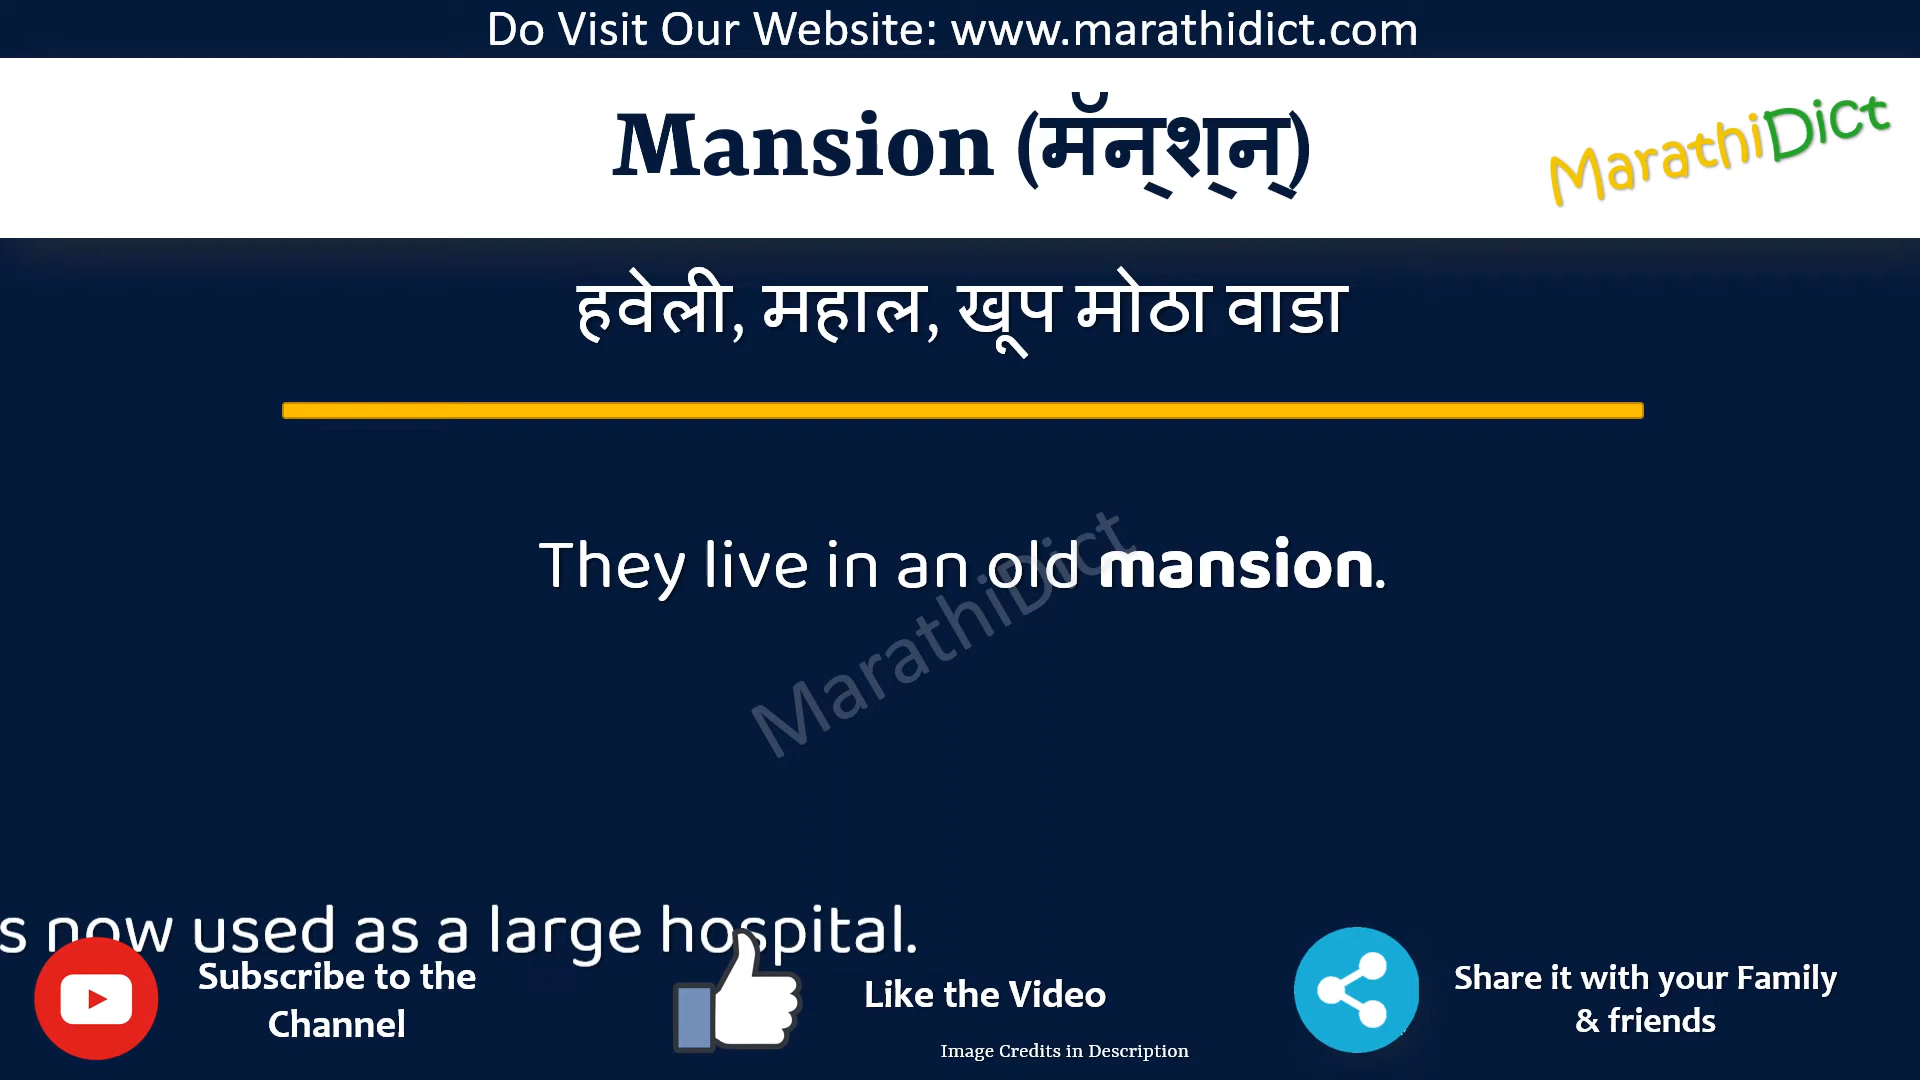 Do Visit Our Website: www.marathidict.com
Mansion (मॅन्‌श्‌न्)
MarathiDict
हवेली, महाल, खूप मोठा वाडा
They live in an old mansion.
MarathiDict
s now used as a large hospital.
Subscribe to the
Channel
Like the Video
Share it with your Family
& friends
Image Credits in Description